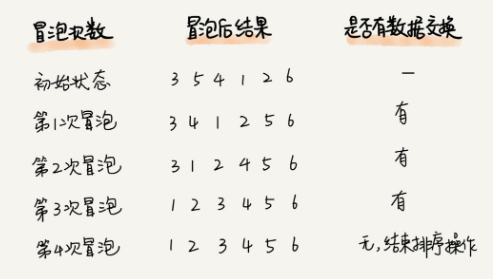 冒泡次数 冒泡后结果 是否有数据交换
初始状态 3 5 4 1 2 6 —
第1次冒泡 3 4 1 2 5 6 有
第2次冒泡 3 1 2 4 5 6 有
第3次冒泡 1 2 3 4 5 6 有
第4次冒泡 1 2 3 4 5 6 无,结束排序操作